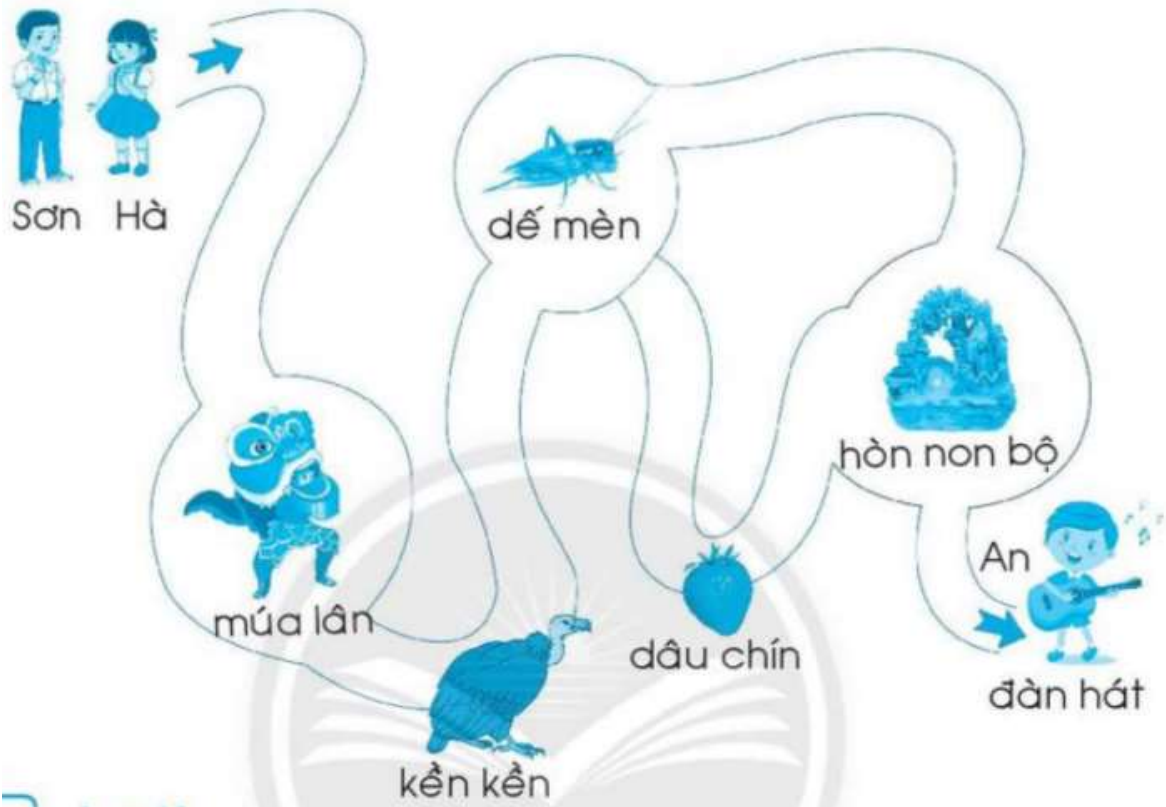 Sơn Hà
dế mèn
hòn non bộ
múa lân
An
dâu chín
đàn hát
kền kền